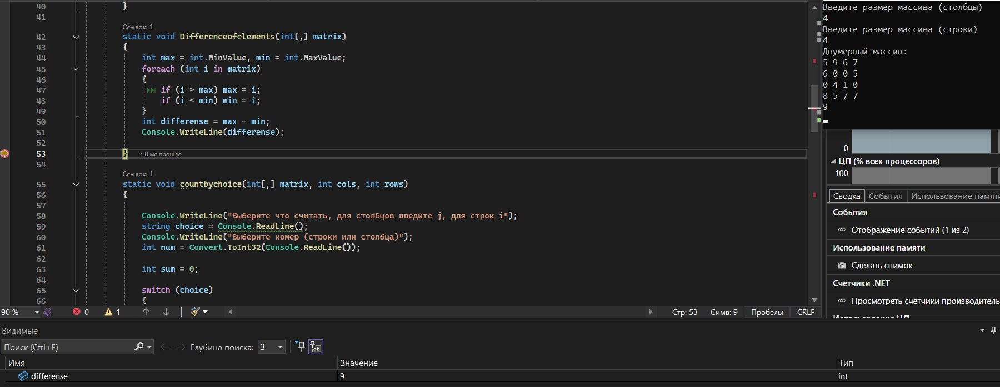 40 }
41
Ссылок: 1
42 static void Differenceofelements(int[,] matrix)
43 {
44 int max = int.MinValue, min = int.MaxValue;
45 foreach (int i in matrix)
46 {
47 if (i > max) max = i;
48 if (i < min) min = i;
49 }
50 int differense = max - min;
51 Console.WriteLine(differense);
52
53 } ≤ 8 мс прошло
54
Ссылок: 1
55 static void countbychoice(int[,] matrix, int cols, int rows)
56 {
57
58 Console.WriteLine("Выберите что считать, для столбцов введите j, для строк i");
59 string choice = Console.ReadLine();
60 Console.WriteLine("Выберите номер (строки или столбца)");
61 int num = Convert.ToInt32(Console.ReadLine());
62
63 int sum = 0;
64
65 switch (choice)
66 {
90 % 0 1 Стр: 53 Симв: 9 Пробелы CRLF
Введите размер массива (столбцы)
4
Введите размер массива (строки)
4
Двумерный массив:
5 9 6 7
6 0 0 5
0 4 1 0
8 5 7 7
9
0
ЦП (% всех процессоров)
100
Сводка События Использование памяти
События
Отображение событий (1 из 2)
Использование памяти
Сделать снимок
Счетчики .NET
Просмотреть счетчики производитель
Видимые
Поиск (Ctrl+E) Глубина поиска: 3
Имя Значение Тип
differense 9 int